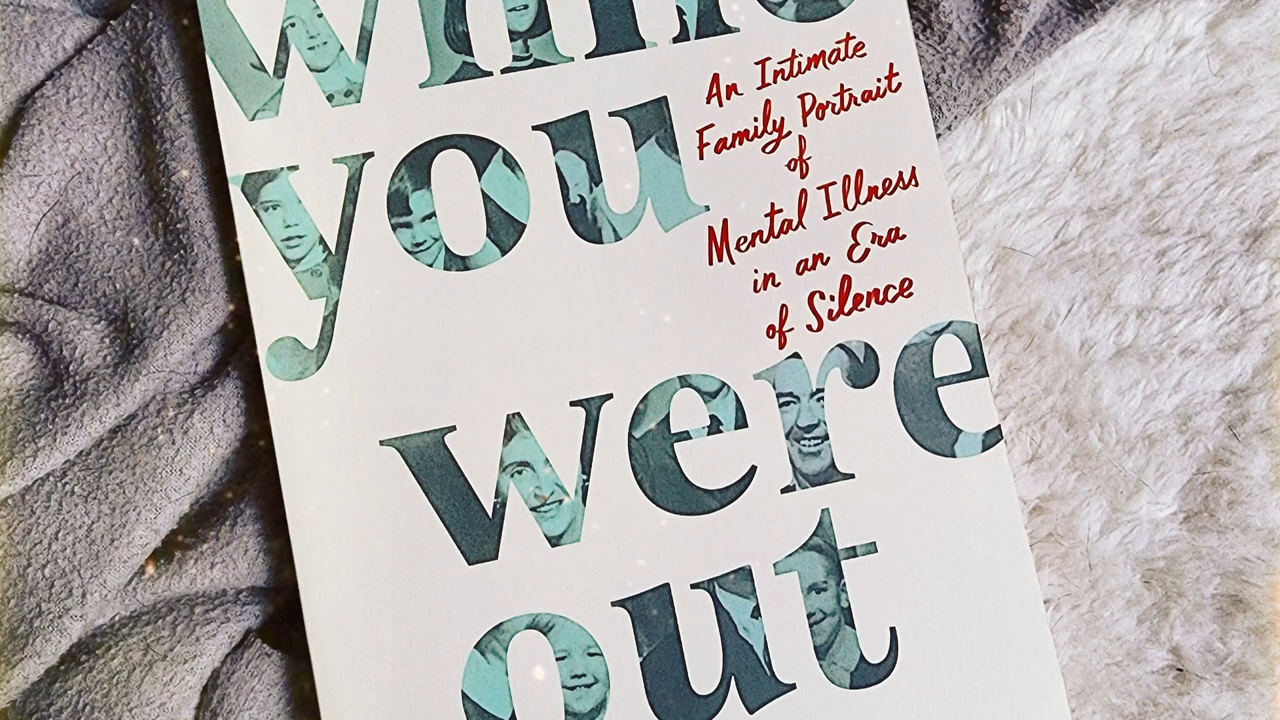 while
you
An Intimate
Family Portrait
of
Mental Illness
in an Era
of Silence
were
out